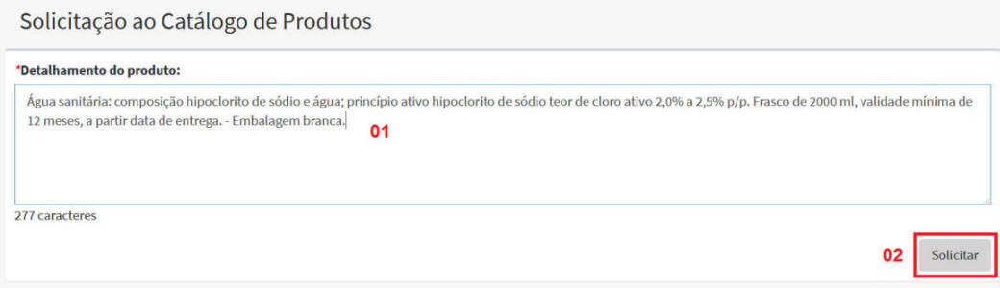 Solicitação ao Catálogo de Produtos
*Detalhamento do produto:
Água sanitária: composição hipoclorito de sódio e água; princípio ativo hipoclorito de sódio teor de cloro ativo 2,0% a 2,5% p/p. Frasco de 2000 ml, validade mínima de
12 meses, a partir data de entrega. - Embalagem branca.
01
277 caracteres
02 Solicitar